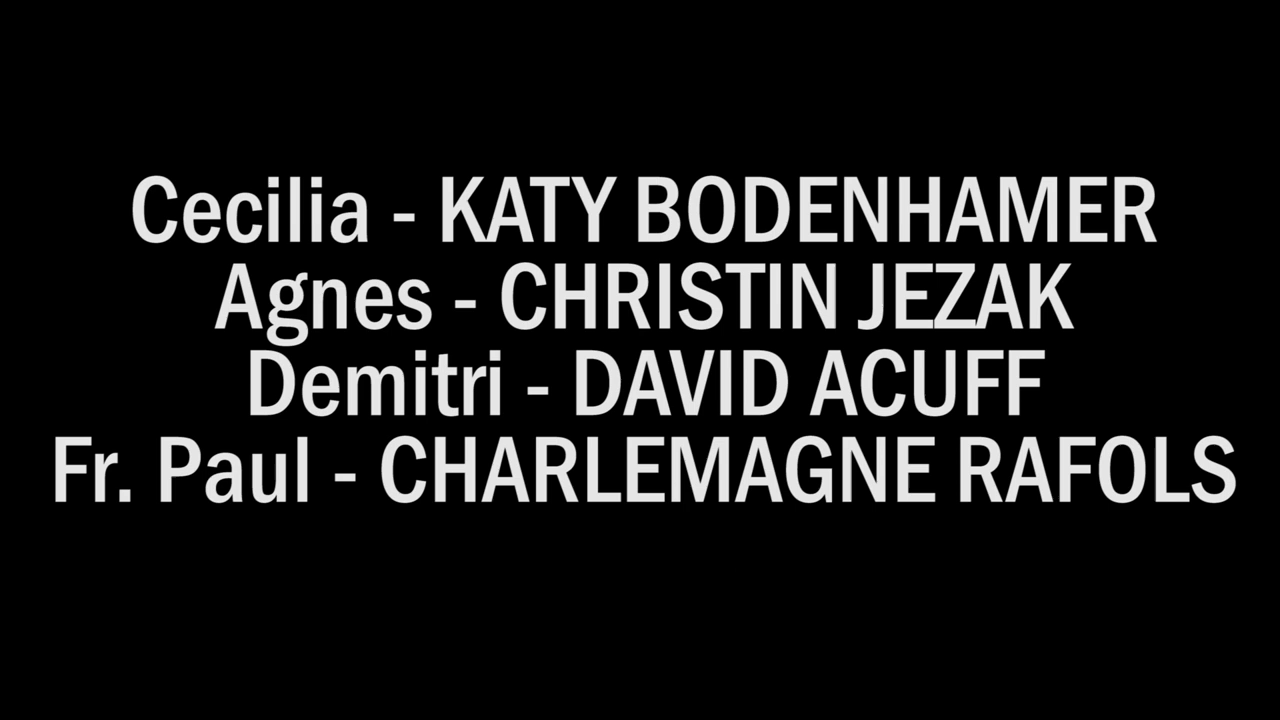 Cecilia - KATY BODENHAMER
Agnes - CHRISTIN JEZAK
Demitri - DAVID ACUFF
Fr. Paul - CHARLEMAGNE RAFOLS